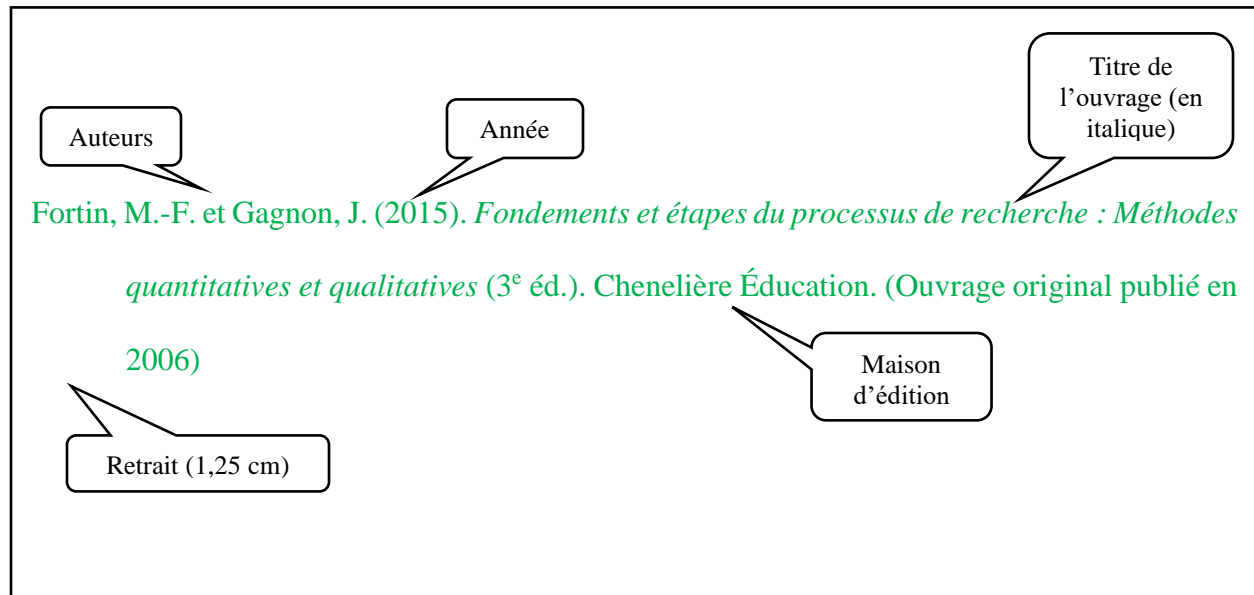 Titre de
l’ouvrage (en
italique)
Auteurs
Année
Fortin, M.-F. et Gagnon, J. (2015). Fondements et étapes du processus de recherche : Méthodes
quantitatives et qualitatives (3e éd.). Chenelière Éducation. (Ouvrage original publié en
2006)
Maison
d’édition
Retrait (1,25 cm)